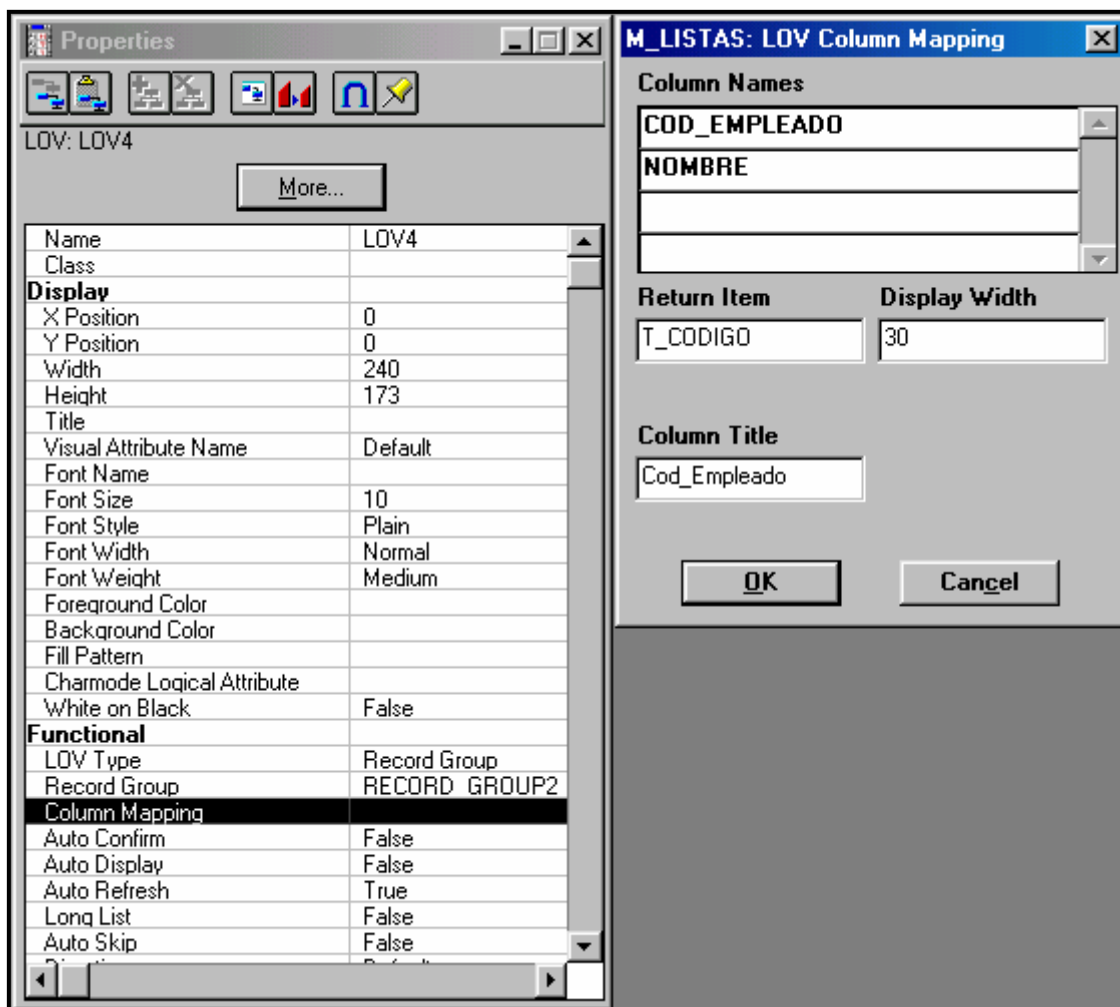 Properties
LOV: LOV4
More...
Name LOV4
Class
Display
X Position 0
Y Position 0
Width 240
Height 173
Title
Visual Attribute Name Default
Font Name
Font Size 10
Font Style Plain
Font Width Normal
Font Weight Medium
Foreground Color
Background Color
Fill Pattern
Charmode Logical Attribute
White on Black False
Functional
LOV Type Record Group
Record Group RECORD_GROUP2
Column Mapping
Auto Confirm False
Auto Display False
Auto Refresh True
Long List False
Auto Skip False
M_LISTAS: LOV Column Mapping
Column Names
COD_EMPLEADO
NOMBRE
Return Item Display Width
T_CODIGO 30
Column Title
Cod_Empleado
OK Cancel